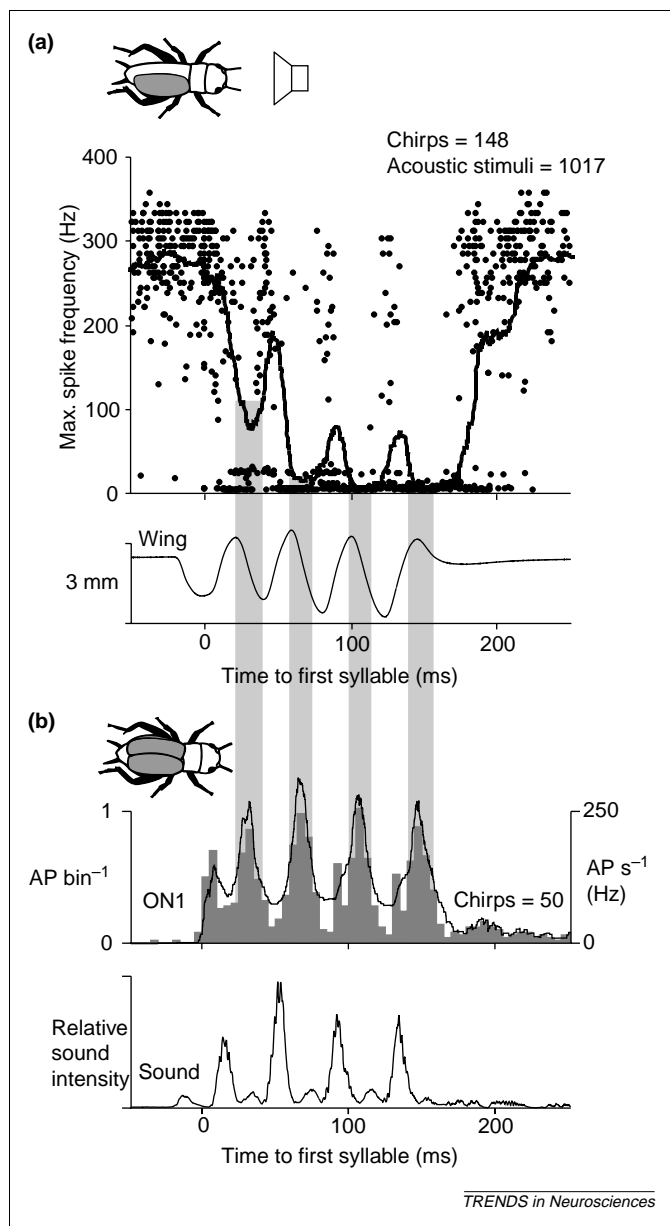 (a)
Chirps = 148
Acoustic stimuli = 1017
400
300
200
100
0
Max. spike frequency (Hz)
Wing
3 mm
0 100 200
Time to first syllable (ms)
(b)
1
AP bin⁻¹
0
ON1
Chirps = 50
250
AP s⁻¹
(Hz)
0
Relative
sound
intensity
Sound
0 100 200
Time to first syllable (ms)
TRENDS in Neurosciences